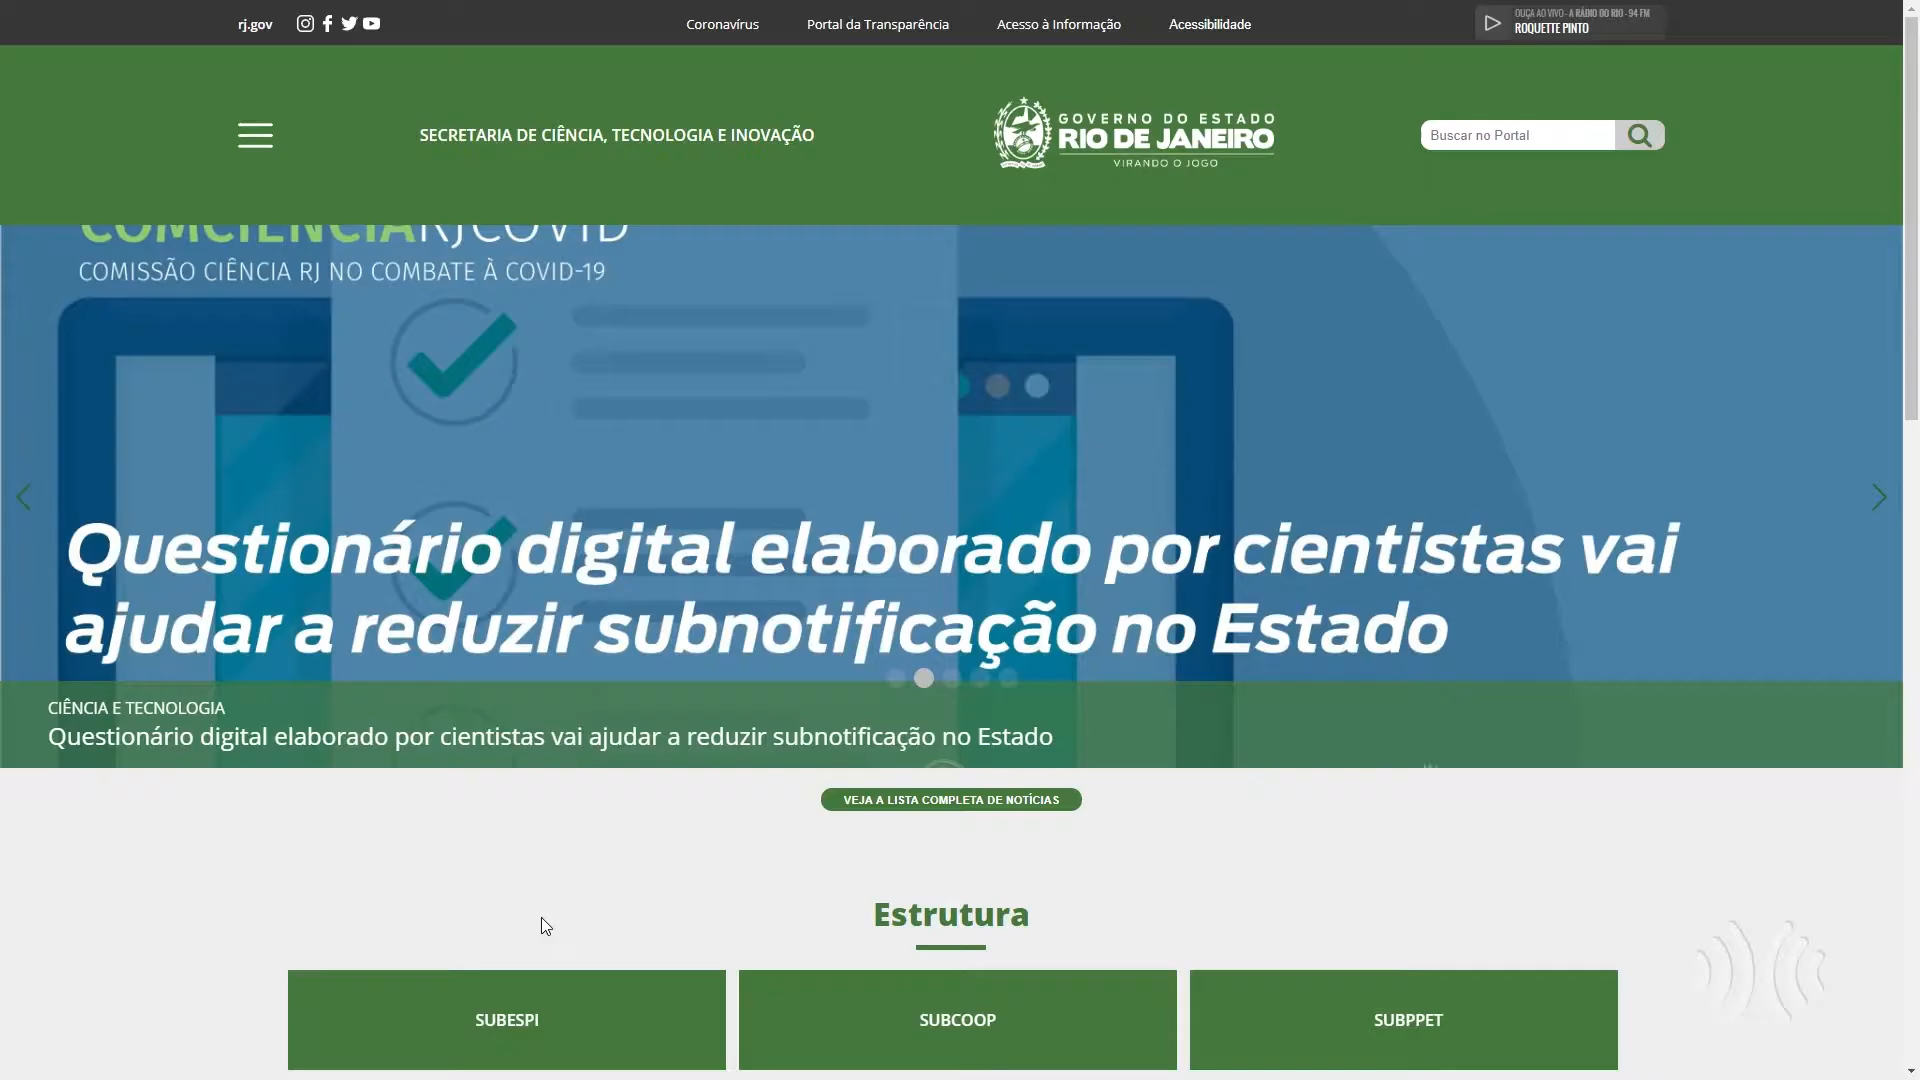 rj.gov
Coronavírus
Portal da Transparência
Acesso à Informação
Acessibilidade
OUÇA AO VIVO - A RÁDIO DO RIO - 94 FM
ROQUETTE PINTO
SECRETARIA DE CIÊNCIA, TECNOLOGIA E INOVAÇÃO
GOVERNO DO ESTADO
RIO DE JANEIRO
VIRANDO O JOGO
Buscar no Portal
COMCIÊNCIARJCOVID
COMISSÃO CIÊNCIA RJ NO COMBATE À COVID-19
Questionário digital elaborado por cientistas vai
ajudar a reduzir subnotificação no Estado
CIÊNCIA E TECNOLOGIA
Questionário digital elaborado por cientistas vai ajudar a reduzir subnotificação no Estado
VEJA A LISTA COMPLETA DE NOTÍCIAS
Estrutura
SUBESPI
SUBCOOP
SUBPPET